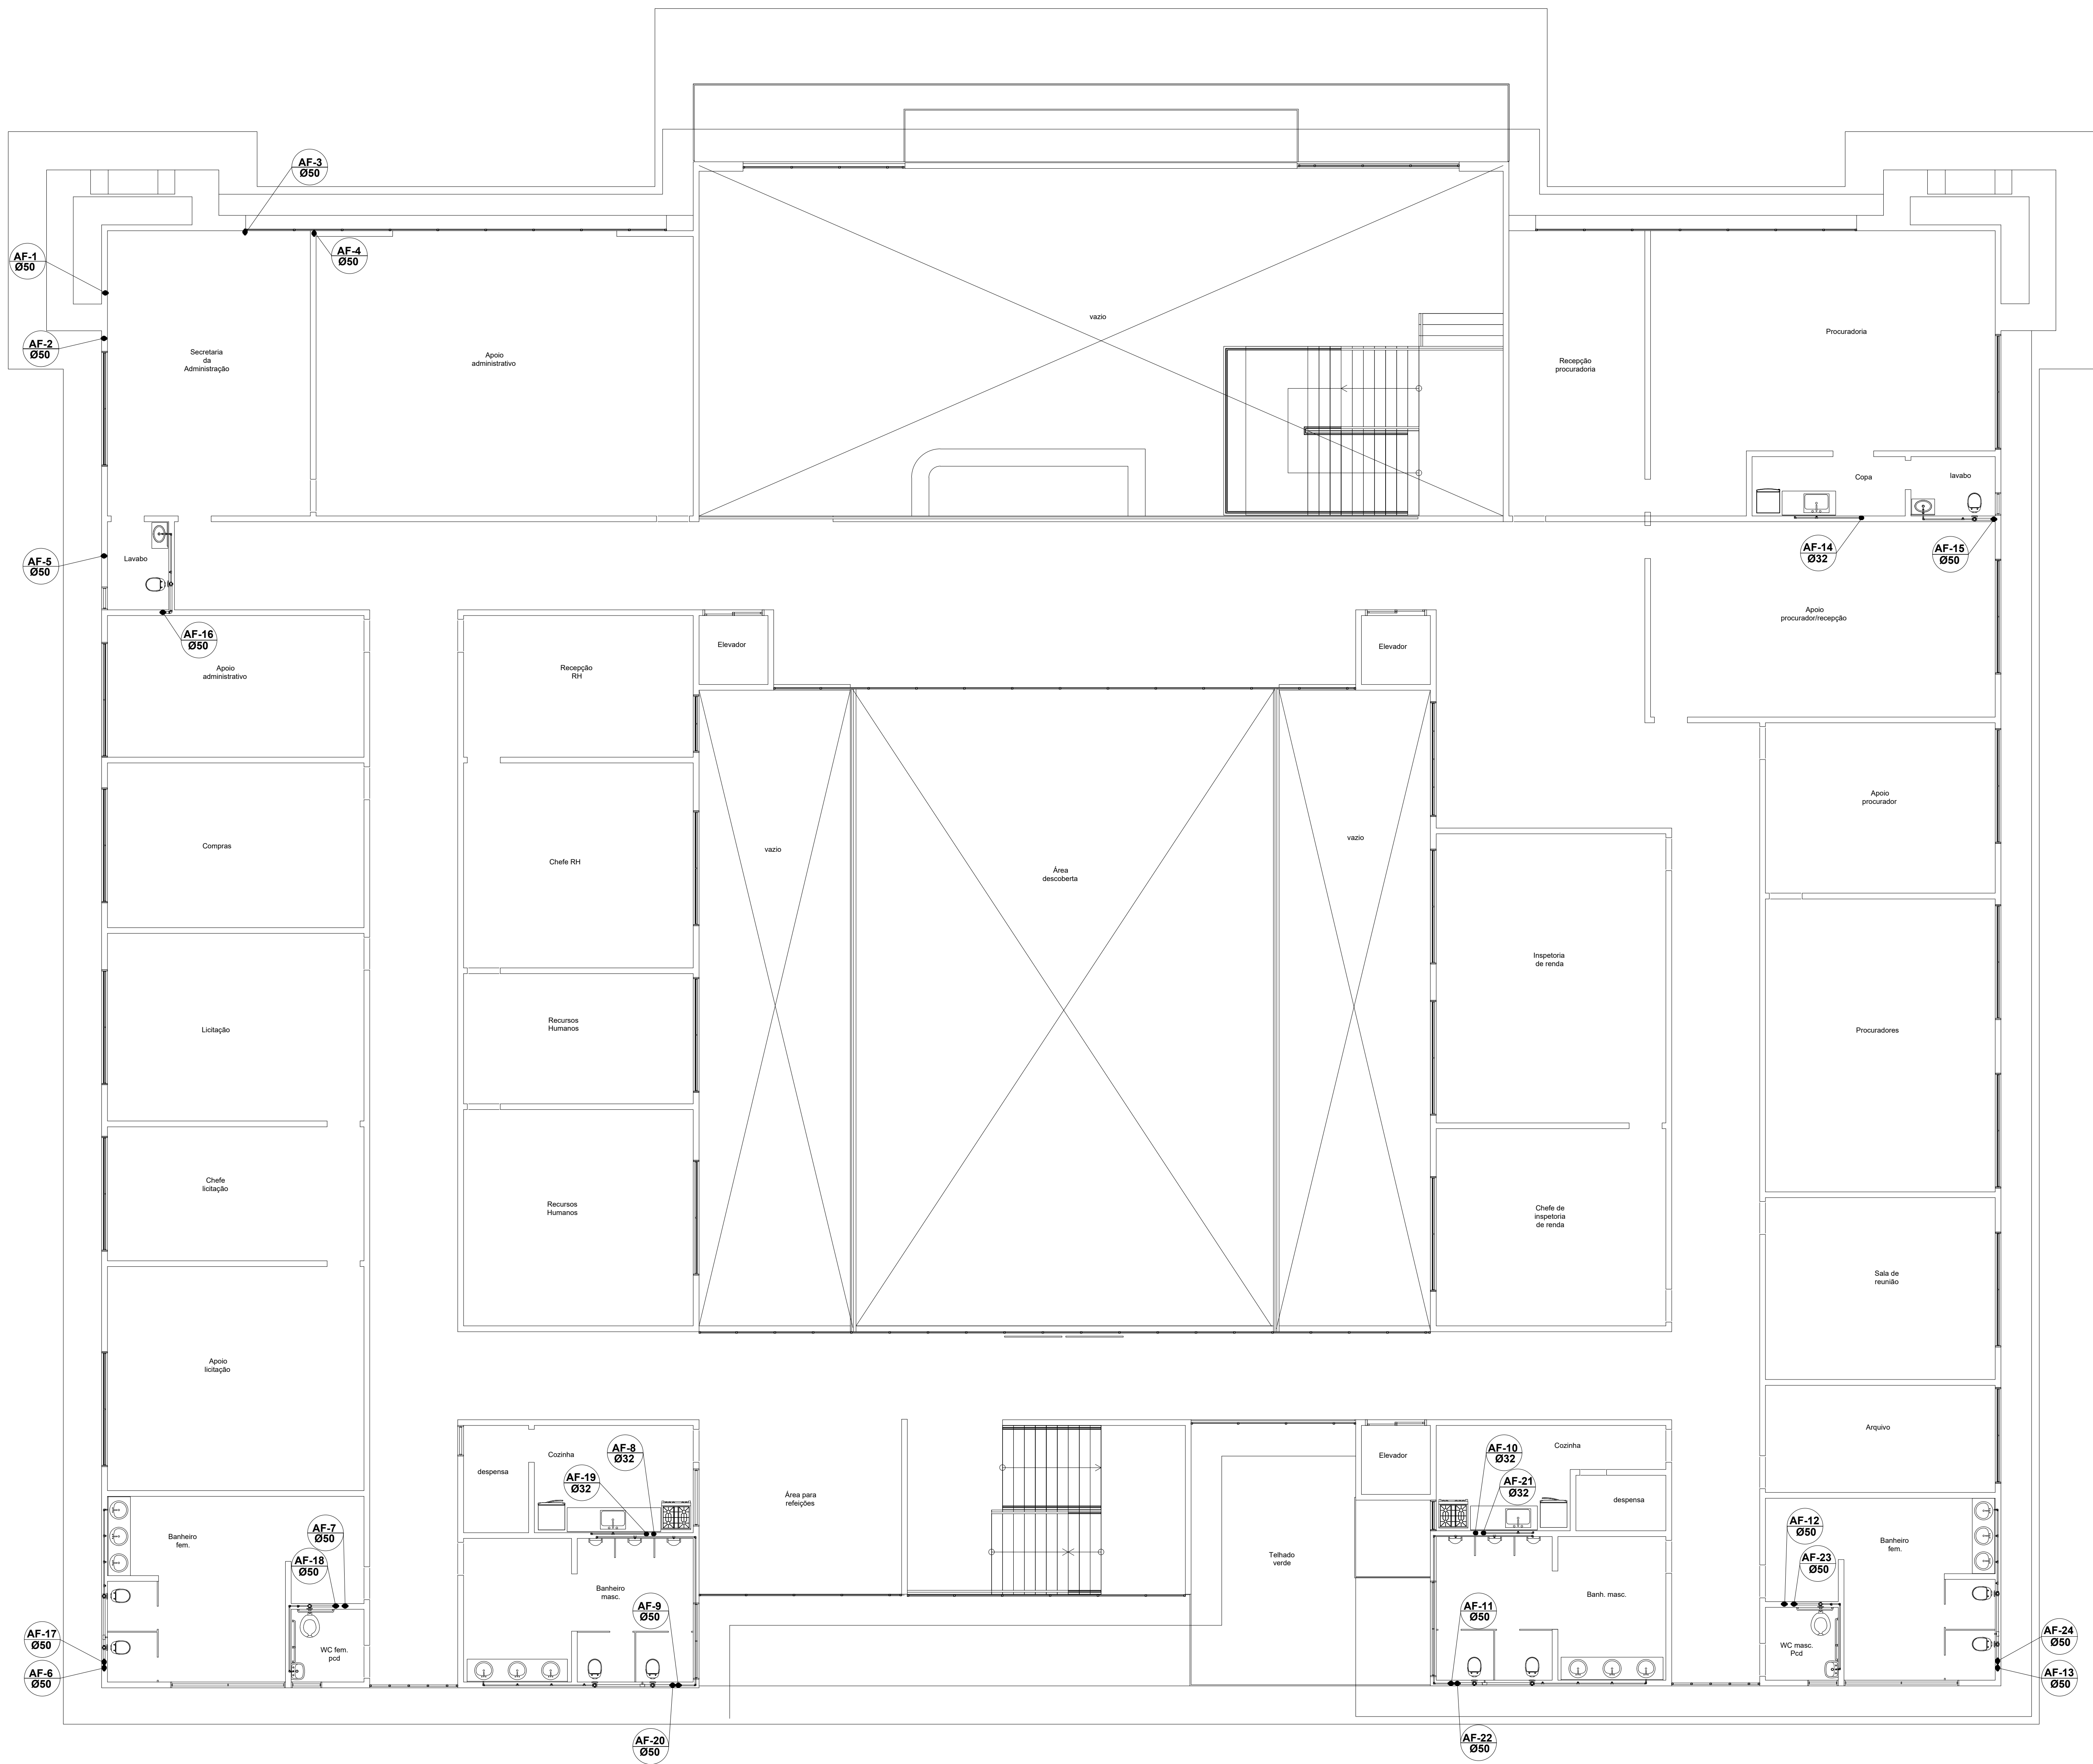 AF-3
Ø50
AF-1
Ø50
AF-4
Ø50
AF-2
Ø50
Secretaria
da
Administração
Apoio
administrativo
vazio
Recepção
procuradoria
Procuradoria
Copa
lavabo
AF-14
Ø32
AF-15
Ø50
AF-5
Ø50
Lavabo
AF-16
Ø50
Apoio
administrativo
Recepção
RH
Elevador
Elevador
Apoio
procurador/recepção
Compras
Chefe RH
vazio
Área
descoberta
vazio
Apoio
procurador
Inspetoria
de renda
Licitação
Recursos
Humanos
Procuradores
Chefe
licitação
Recursos
Humanos
Chefe de
inspetoria
de renda
Sala de
reunião
Apoio
licitação
Arquivo
Cozinha
AF-8
Ø32
despensa
AF-19
Ø32
Área para
refeições
Elevador
AF-10
Ø32
Cozinha
AF-21
Ø32
despensa
Banheiro
fem.
AF-7
Ø50
AF-18
Ø50
Banheiro
masc.
AF-9
Ø50
Telhado
verde
AF-11
Ø50
Banh. masc.
AF-12
Ø50
AF-23
Ø50
Banheiro
fem.
AF-17
Ø50
AF-6
Ø50
WC fem.
pcd
WC masc.
Pcd
AF-24
Ø50
AF-13
Ø50
AF-20
Ø50
AF-22
Ø50